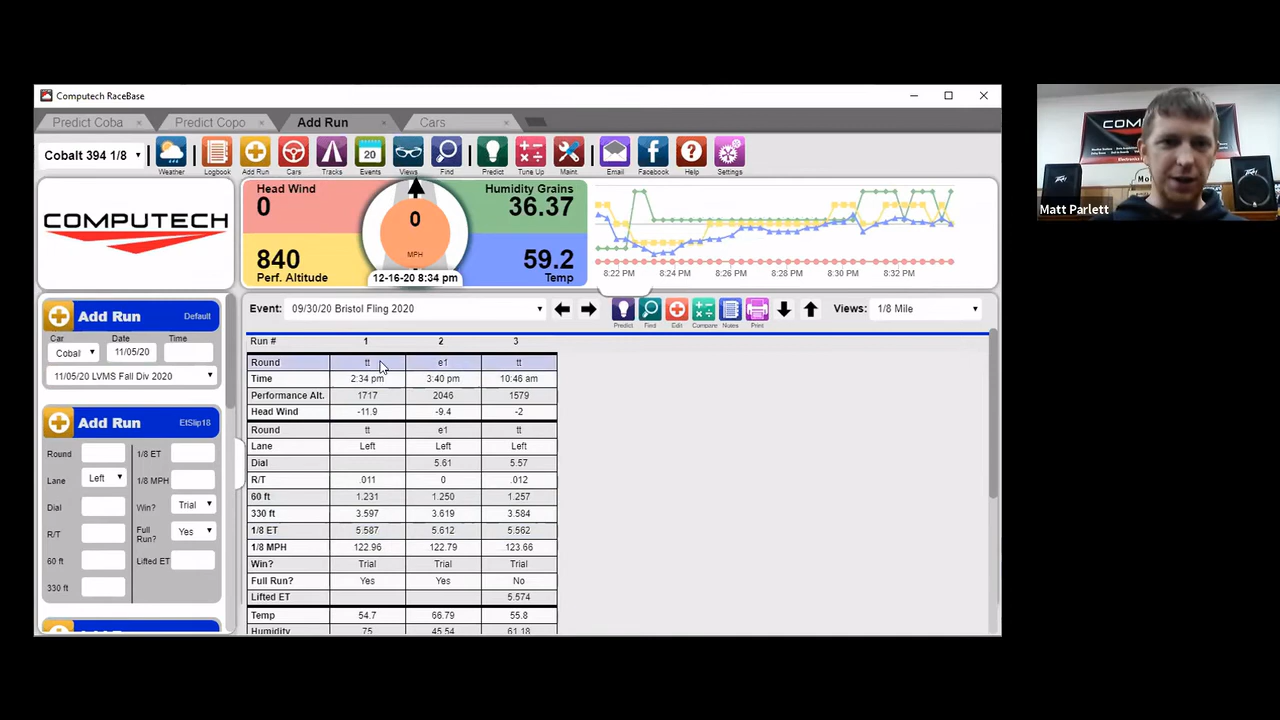 Computech RaceBase
Predict Coba × Predict Copo × Add Run × Cars ×
Cobalt 394 1/8
Weather Logbook Add Run Cars Tracks Events Views Find Predict Tune Up Maint. Email Facebook Help Settings
20
COMPUTECH
Head Wind
0
840
Perf. Altitude
0
MPH
12-16-20 8:34 pm
Humidity Grains
36.37
59.2
Temp
8:22 PM 8:24 PM 8:26 PM 8:28 PM 8:30 PM 8:32 PM
Matt Parlett
Event: 09/30/20 Bristol Fling 2020
Predict Find Edit Compare Notes Print
Views: 1/8 Mile
Add Run Default
Car Date Time
Cobal 11/05/20
11/05/20 LVMS Fall Div 2020
Add Run EtSlip18
Round 1/8 ET
Lane Left 1/8 MPH
Dial Win? Trial
R/T Full Run? Yes
60 ft Lifted ET
330 ft
Run # 1 2 3
Round tt e1 tt
Time 2:34 pm 3:40 pm 10:46 am
Performance Alt. 1717 2046 1579
Head Wind -11.9 -9.4 -2
Round tt e1 tt
Lane Left Left Left
Dial 5.61 5.57
R/T .011 0 .012
60 ft 1.231 1.250 1.257
330 ft 3.597 3.619 3.584
1/8 ET 5.587 5.612 5.562
1/8 MPH 122.96 122.79 123.66
Win? Trial Trial Trial
Full Run? Yes Yes No
Lifted ET 5.574
Temp 54.7 66.79 55.8
Humidity 75 45.54 61.18